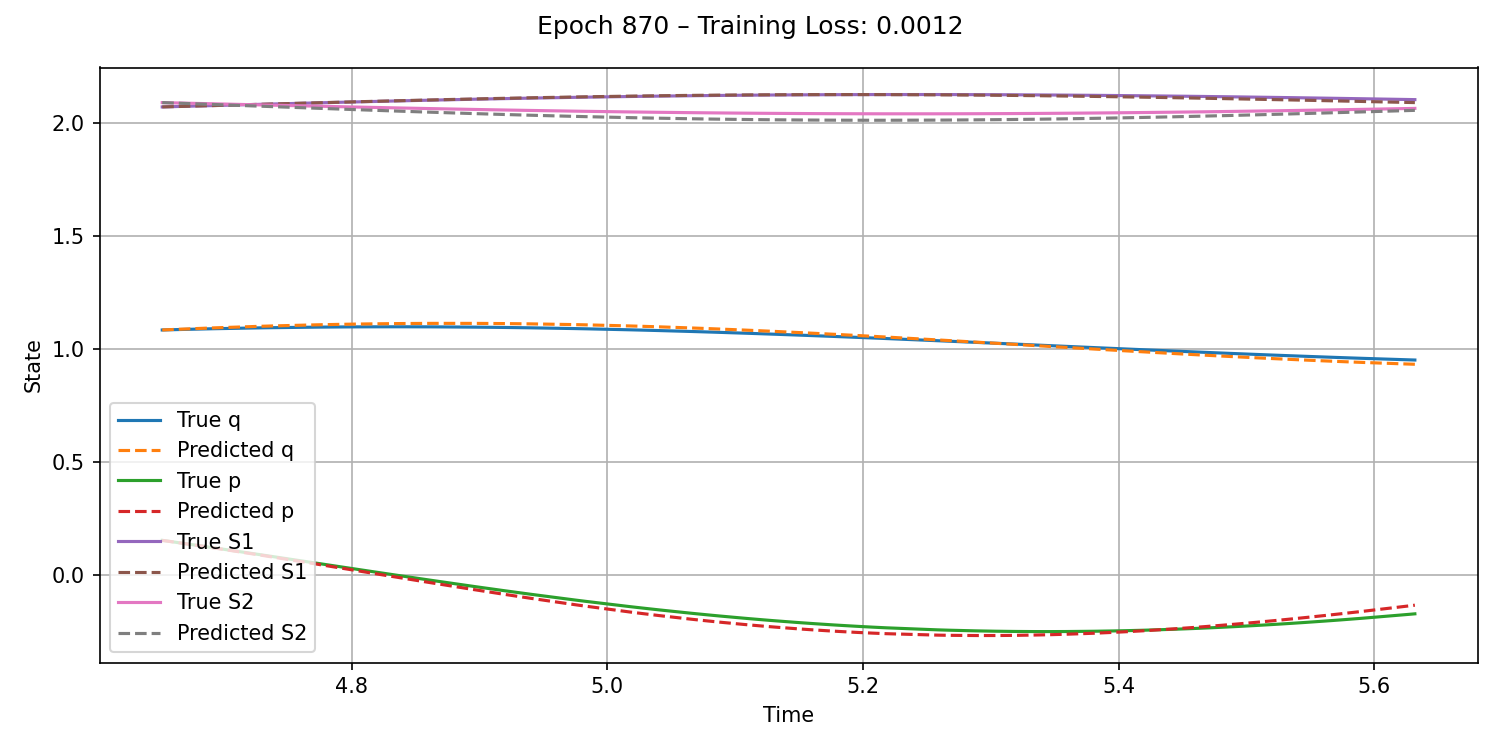 Epoch 870 – Training Loss: 0.0012
State
2.0
1.5
1.0
0.5
0.0
True q
Predicted q
True p
Predicted p
True S1
Predicted S1
True S2
Predicted S2
4.8 5.0 5.2 5.4 5.6
Time